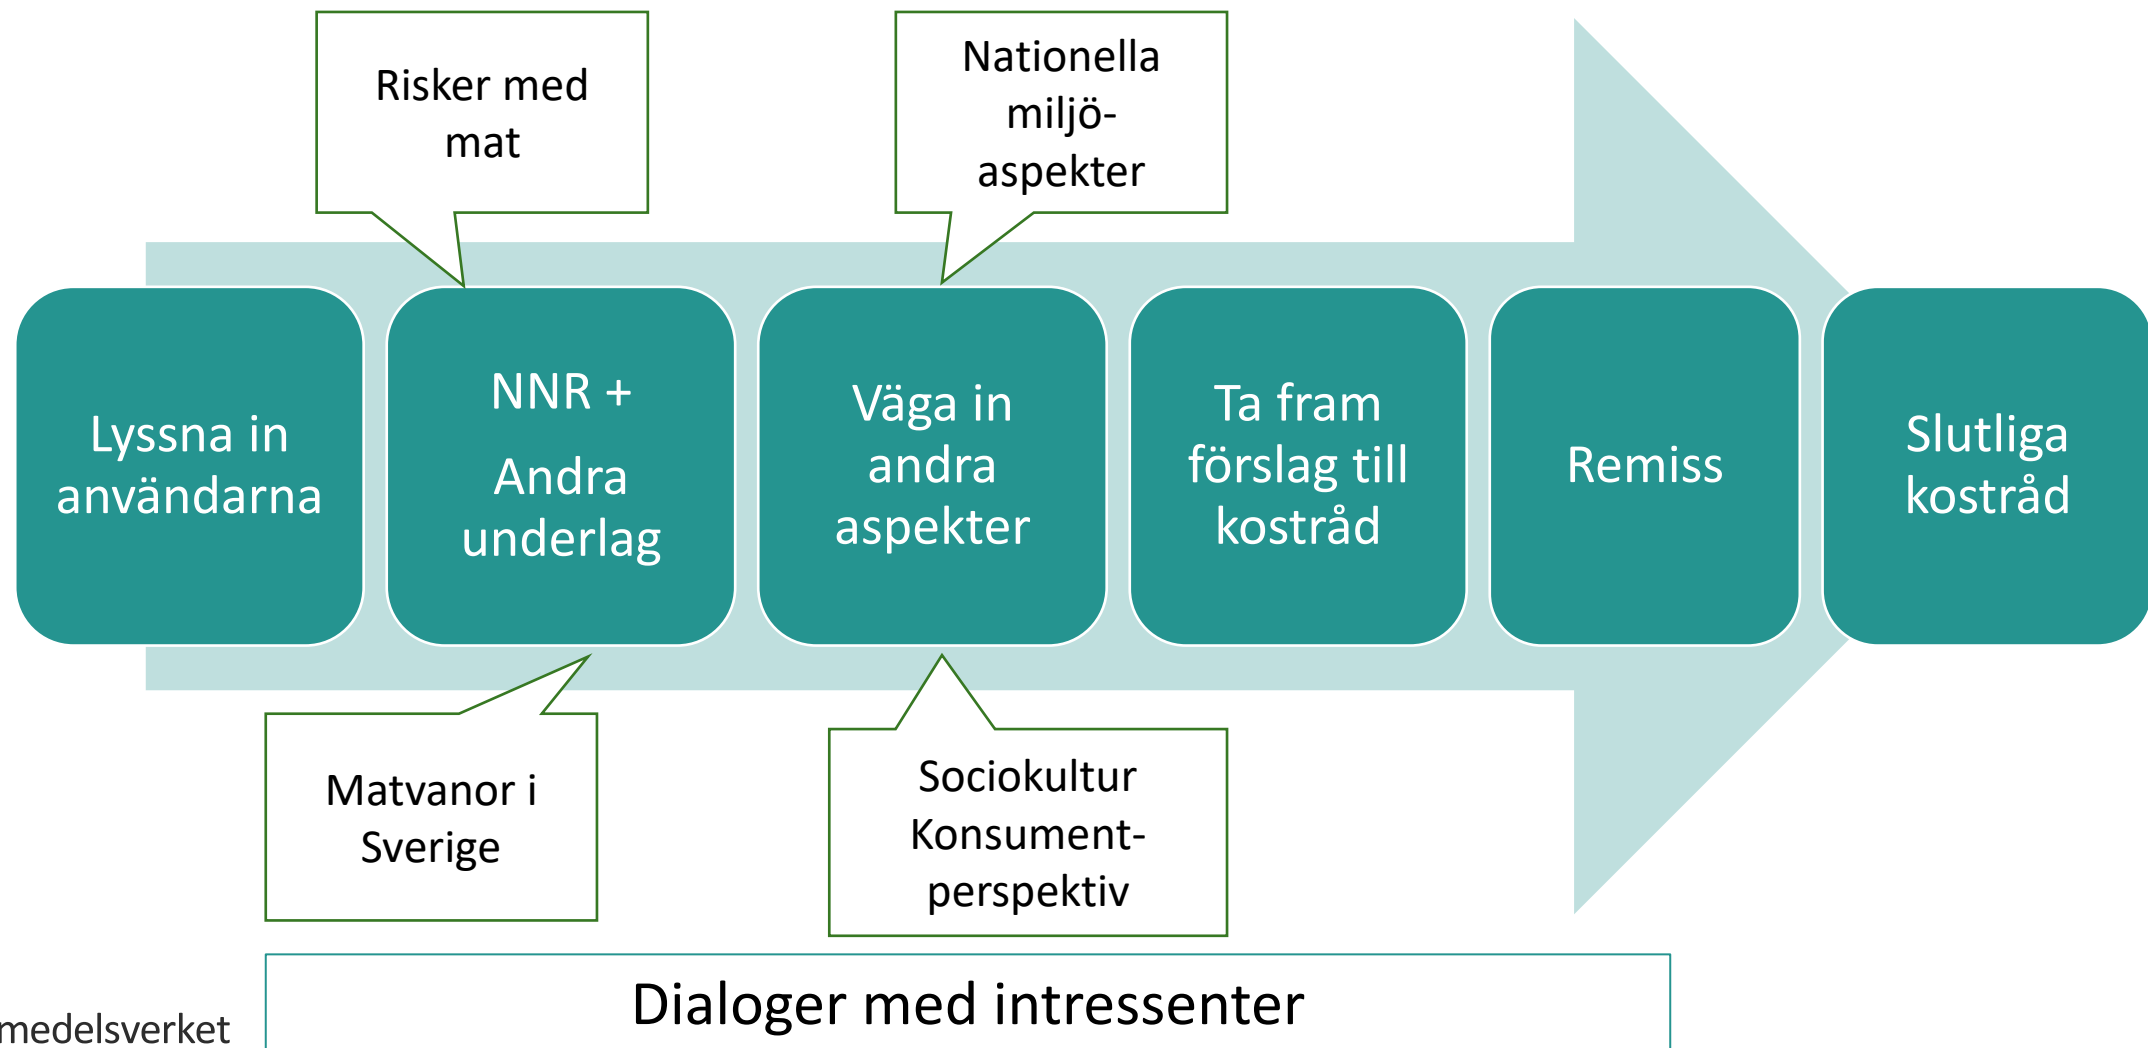 Risker med
mat
Nationella
miljö-
aspekter
Lyssna in
användarna
NNR +
Andra
underlag
Väga in
andra
aspekter
Ta fram
förslag till
kostråd
Remiss
Slutliga
kostråd
Matvanor i
Sverige
Sociokultur
Konsument-
perspektiv
Dialoger med intressenter
medelsverket